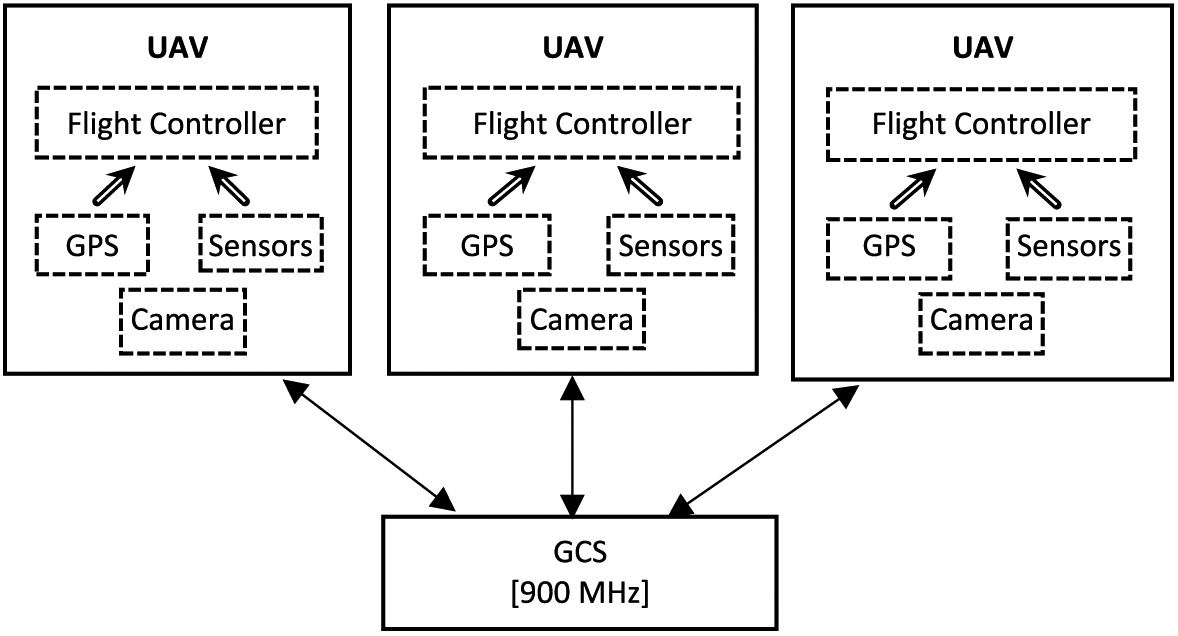 UAV
Flight Controller
GPS
Sensors
Camera
UAV
Flight Controller
GPS
Sensors
Camera
UAV
Flight Controller
GPS
Sensors
Camera
GCS
[900 MHz]